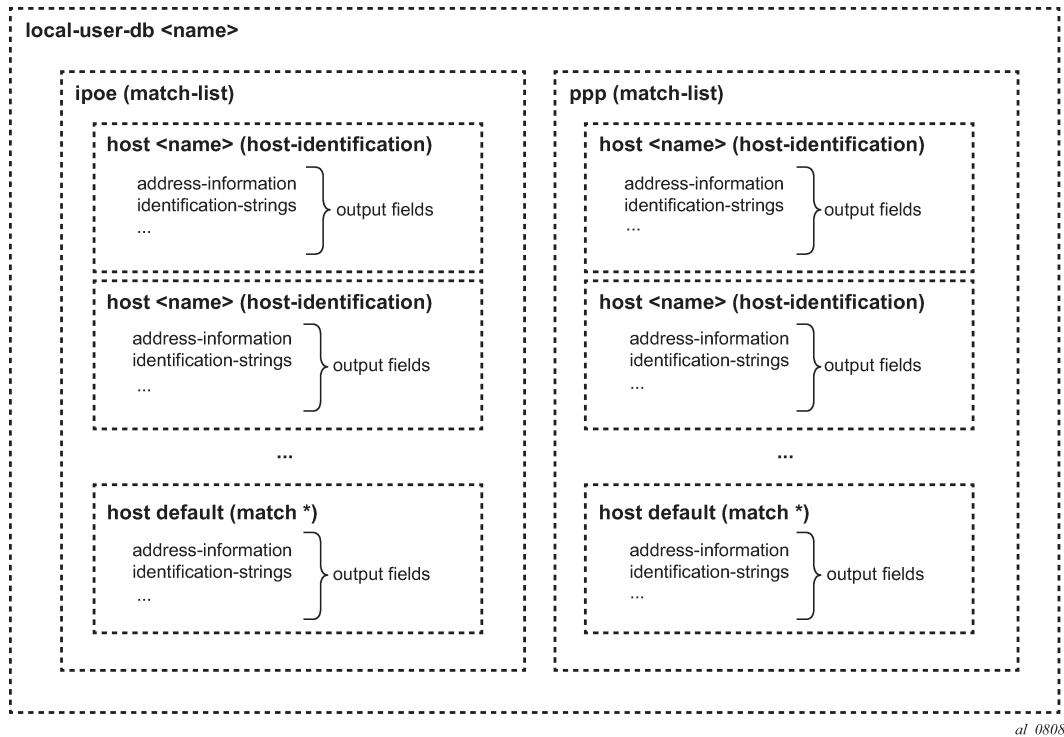 local-user-db <name>
ipoe (match-list)
host <name> (host-identification)
address-information
identification-strings
...
output fields
host <name> (host-identification)
address-information
identification-strings
...
output fields
...
host default (match *)
address-information
identification-strings
...
output fields
ppp (match-list)
host <name> (host-identification)
address-information
identification-strings
...
output fields
host <name> (host-identification)
address-information
identification-strings
...
output fields
...
host default (match *)
address-information
identification-strings
...
output fields
al_0808